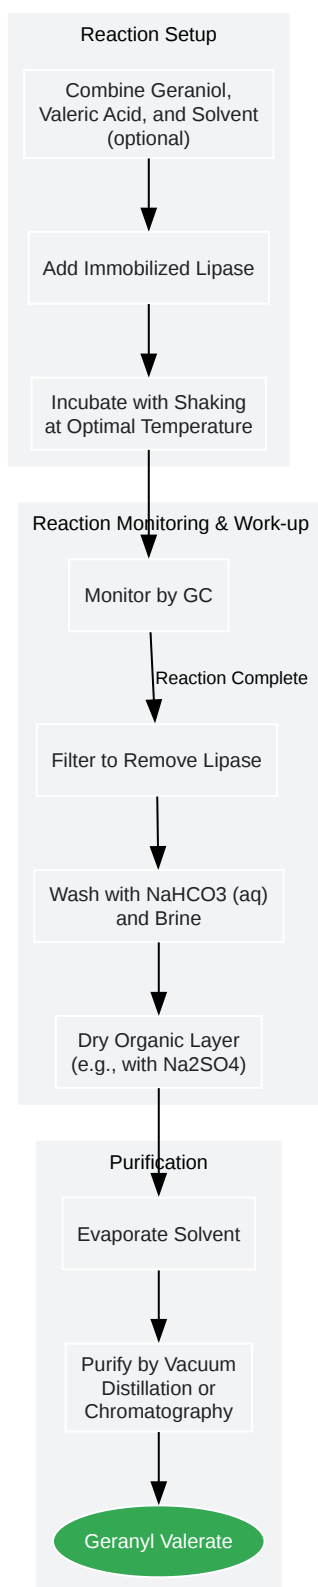 Reaction Setup
Combine Geraniol,
Valeric Acid, and Solvent
(optional)
Add Immobilized Lipase
Incubate with Shaking
at Optimal Temperature
Reaction Monitoring & Work-up
Monitor by GC
Reaction Complete
Filter to Remove Lipase
Wash with NaHCO3 (aq)
and Brine
Dry Organic Layer
(e.g., with Na2SO4)
Purification
Evaporate Solvent
Purify by Vacuum
Distillation or
Chromatography
Geranyl Valerate